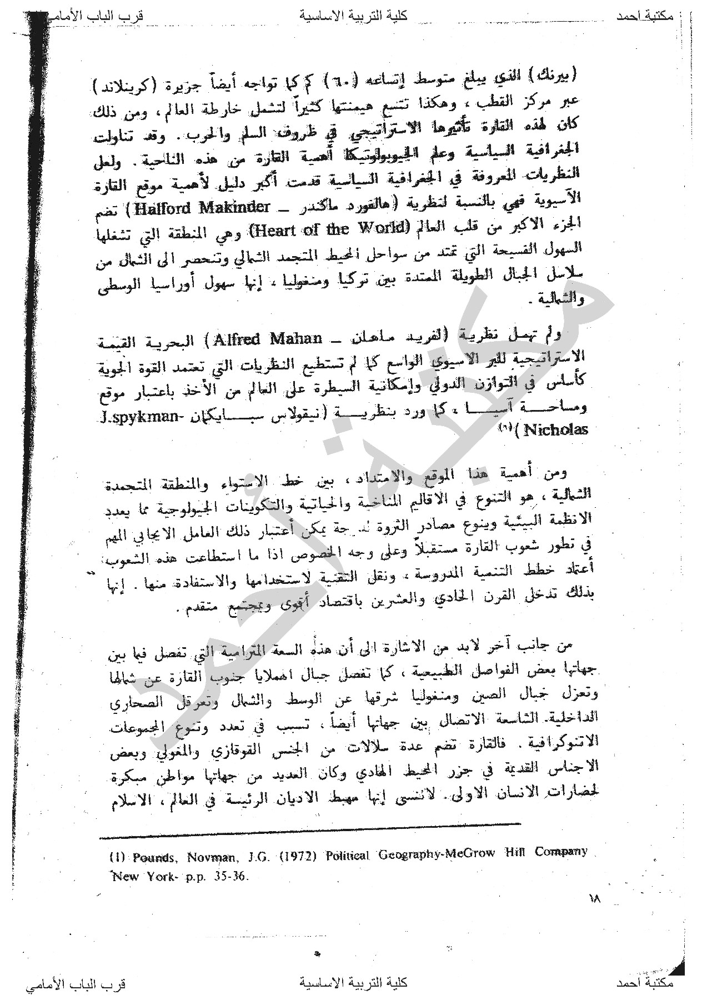 مكتبة احمد كلية التربية الاساسية قرب الباب الأمامي
(بيرنك) الذي يبلغ متوسط إتساعه (٦٠) كم كما تواجه أيضاً جزيرة (كرينلاند)
عبر مركز القطب ، وهكذا تتسع هيمنتها كثيراً لتشمل خارطة العالم ، ومن ذلك
كان لهذه القارة تأثيرها الاستراتيجي في ظروف السلم والحرب . وقد تناولت
الجغرافية السياسية وعلم الجيوبولوتيكا أهمية القارة من هذه الناحية . ولعل
النظريات المعروفة في الجغرافية السياسية قدمت أكبر دليل لأهمية موقع القارة
الآسيوية فهي بالنسبة لنظرية (هالفورد ماكندر ــ Halford Makinder) تضم
الجزء الاكبر من قلب العالم (Heart of the World) وهي المنطقة التي تشغلها
السهول الفسيحة التي تمتد من سواحل المحيط المتجمد الشمالي وتنحصر الى الشمال من
سلاسل الجبال الطويلة الممتدة بين تركيا ومنغوليا ، إنها سهول أوراسيا الوسطى
والشمالية .
ولم تهمل نظرية (لفريد ماهان ــ Alfred Mahan) البحرية القيمة
الاستراتيجية للبر الاسيوي الواسع كما لم تستطيع النظريات التي تعتمد القوة الجوية
كأساس في التوازن الدولي وإمكانية السيطرة على العالم من الأخذ باعتبار موقع
ومساحة آسيا ، كما ورد بنظرية (نيقولاس سبايكمان J.spykman-
Nicholas )(١)
ومن أهمية هذا الموقع والامتداد ، بين خط الاستواء والمنطقة المتجمدة
الشمالية ، هو التنوع في الاقاليم المناخية والحياتية والتكوينات الجيولوجية مما يعدد
الانظمة البيئية وينوع مصادر الثروة لدرجة يمكن أعتبار ذلك العامل الايجابي المهم
في تطور شعوب القارة مستقبلاً وعلى وجه الخصوص اذا ما استطاعت هذه الشعوب
أعتماد خطط التنمية المدروسة ، ونقل التقنية لاستخدامها والاستفادة منها . إنها
بذلك تدخل القرن الحادي والعشرين باقتصاد أقوى وبمجتمع متقدم .
من جانب آخر لابد من الاشارة الى أن هذه السعة المترامية التي تفصل فيما بين
جهاتها بعض الفواصل الطبيعية ، كما تفصل جبال اهملايا جنوب القارة عن شمالها
وتعزل جبال الصين ومنغوليا شرقها عن الوسط والشمال وتعرقل الصحاري
الداخلية الشاسعة الاتصال بين جهاتها أيضاً ، تسبب في تعدد وتنوع المجموعات
الاثنوكرافية . فالقارة تضم عدة سلالات من الجنس القوقازي والمغولي وبعض
الاجناس القديمة في جزر المحيط الهادي وكان العديد من جهاتها مواطن مبكرة
لحضارات الانسان الاولى . لاننسى إنها مهبط الاديان الرئيسة في العالم ، الاسلام
(1) Pounds, Novman, J.G. (1972) Political Geography-MeGrow Hill Company
New York- p.p. 35-36.
١٨
مكتبة احمد كلية التربية الاساسية قرب الباب الأمامي
مكتبة أحمد